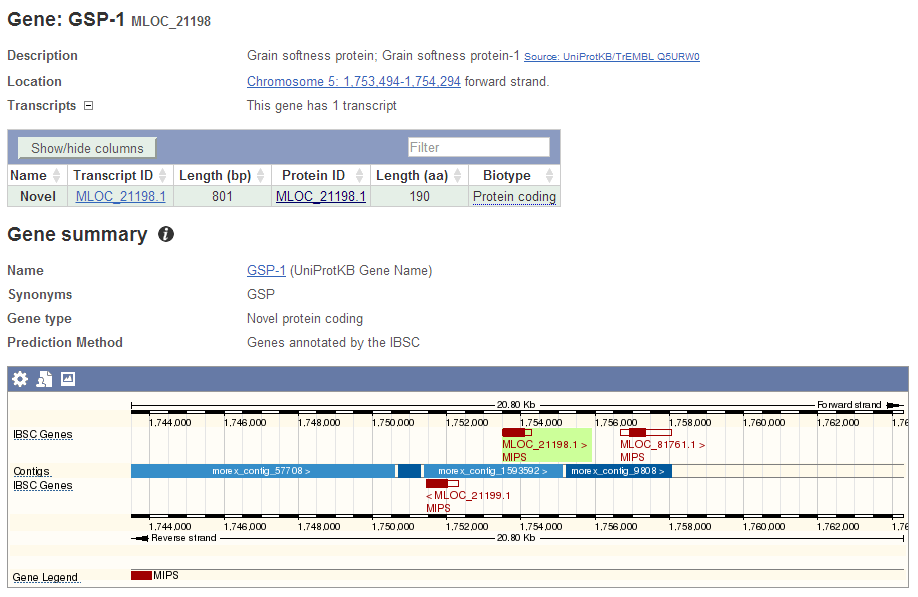 Gene: GSP-1 MLOC_21198
Description Grain softness protein; Grain softness protein-1 Source: UniProtKB/TrEMBL Q5URW0
Location Chromosome 5: 1,753,494-1,754,294 forward strand.
Transcripts This gene has 1 transcript
Show/hide columns Filter
Name Transcript ID Length (bp) Protein ID Length (aa) Biotype
Novel MLOC_21198.1 801 MLOC_21198.1 190 Protein coding
Gene summary i
Name GSP-1 (UniProtKB Gene Name)
Synonyms GSP
Gene type Novel protein coding
Prediction Method Genes annotated by the IBSC
20.80 Kb Forward strand
1,744,000 1,746,000 1,748,000 1,750,000 1,752,000 1,754,000 1,756,000 1,758,000 1,760,000 1,762,000 1,76
IBSC Genes
MLOC_21198.1 > MLOC_81761.1 >
MIPS MIPS
Contigs morex_contig_57708 > morex_contig_1593592 > morex_contig_9808 >
IBSC Genes
< MLOC_21199.1
MIPS
1,744,000 1,746,000 1,748,000 1,750,000 1,752,000 1,754,000 1,756,000 1,758,000 1,760,000 1,762,000 1,76
Reverse strand 20.80 Kb
Gene Legend MIPS